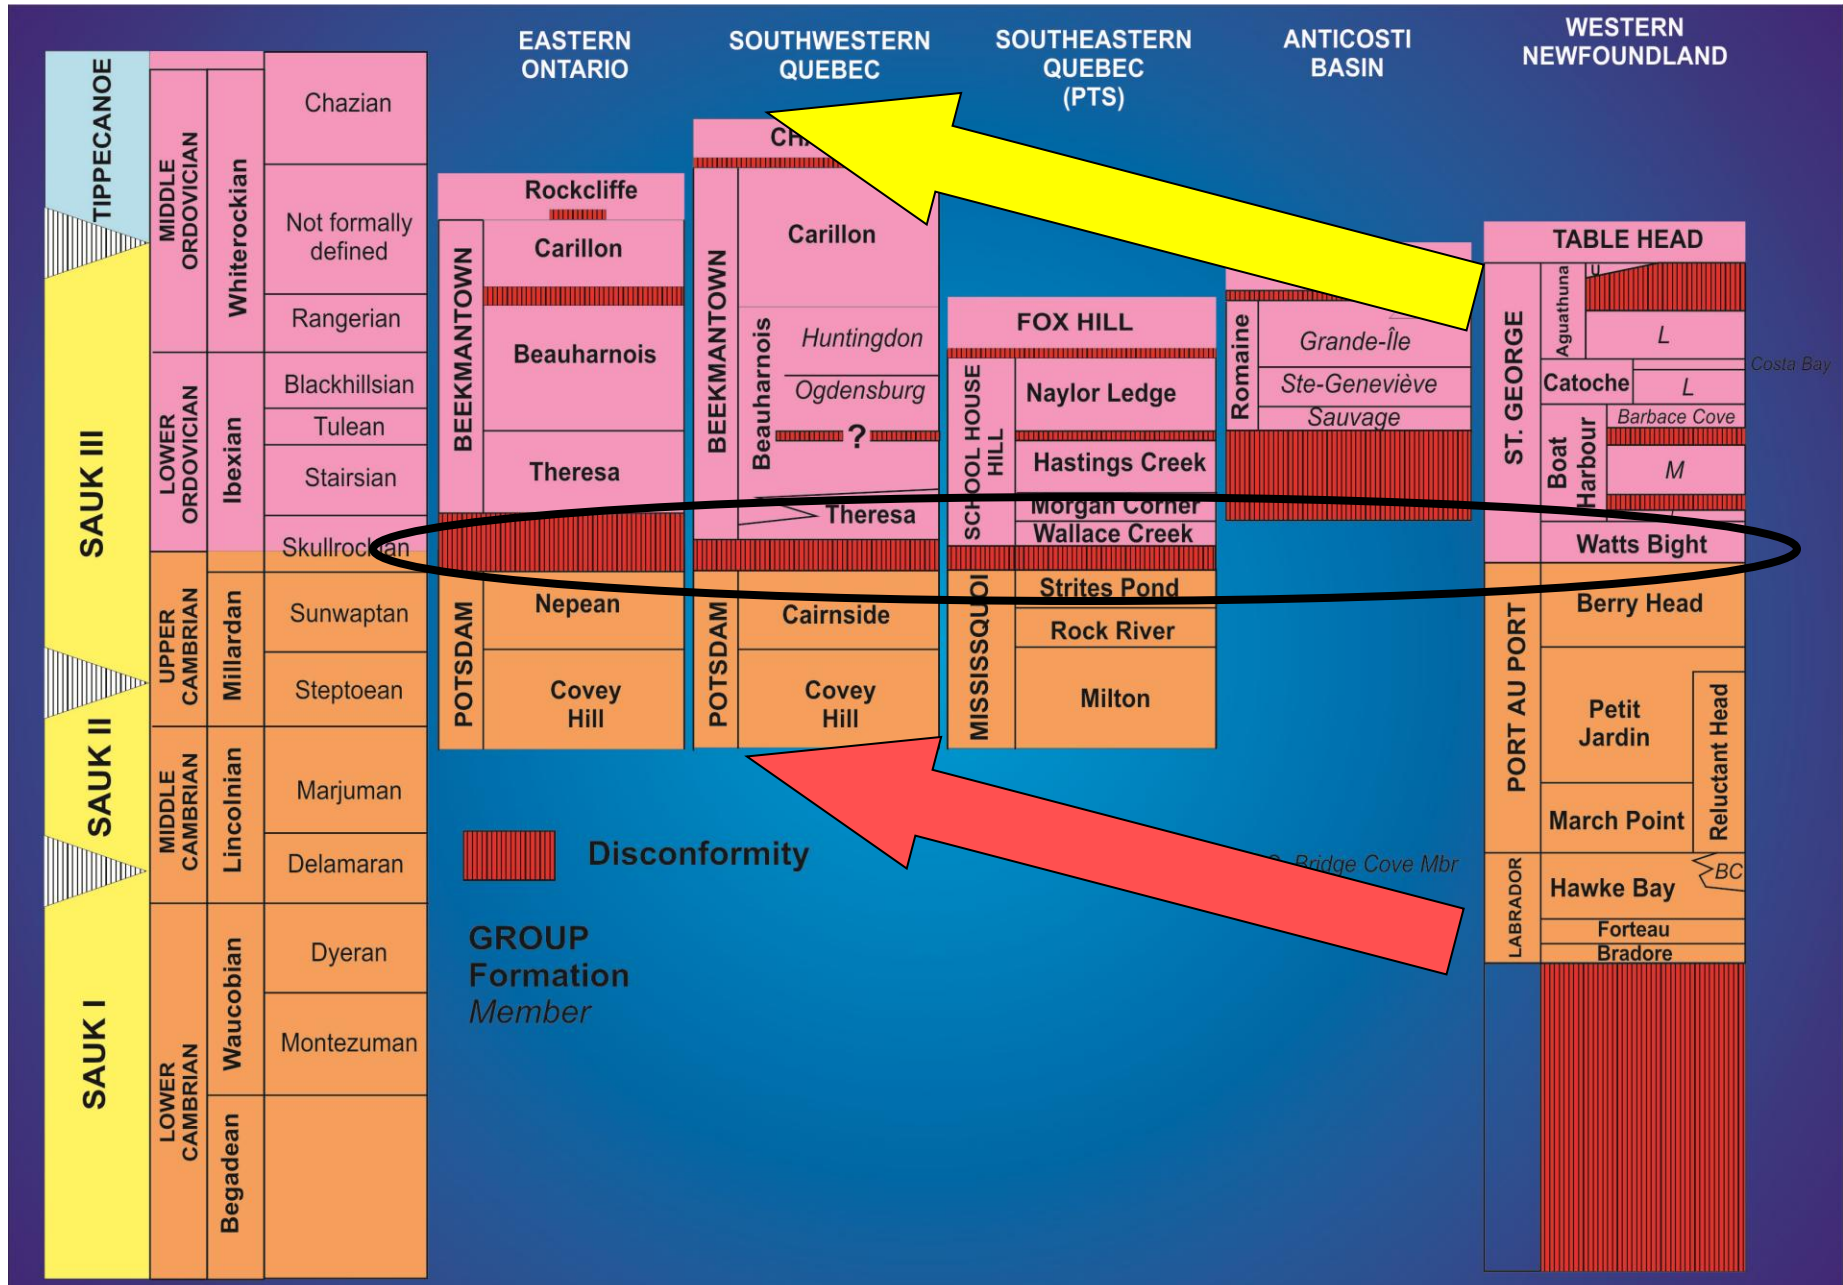 EASTERN
ONTARIO
SOUTHWESTERN
QUEBEC
SOUTHEASTERN
QUEBEC
(PTS)
ANTICOSTI
BASIN
WESTERN
NEWFOUNDLAND
TIPPECANOE
SAUK III
SAUK II
SAUK I
MIDDLE
ORDOVICIAN
LOWER
ORDOVICIAN
UPPER
CAMBRIAN
MIDDLE
CAMBRIAN
LOWER
CAMBRIAN
Whiterockian
Ibexian
Millardan
Lincolnian
Waucobian
Begadean
Chazian
Not formally
defined
Rangerian
Blackhillsian
Tulean
Stairsian
Skullrockian
Sunwaptan
Steptoean
Marjuman
Delamaran
Dyeran
Montezuman
Rockcliffe
BEEKMANTOWN
Carillon
Beauharnois
Theresa
POTSDAM
Nepean
Covey
Hill
BEEKMANTOWN
Carillon
Beauharnois
Huntingdon
Ogdensburg
?
Theresa
POTSDAM
Cairnside
Covey
Hill
FOX HILL
SCHOOL HOUSE
HILL
Naylor Ledge
Hastings Creek
Morgan Corner
Wallace Creek
MISSISQUOI
Strites Pond
Rock River
Milton
Romaine
Grande-Île
Ste-Geneviève
Sauvage
TABLE HEAD
ST. GEORGE
Aguathuna
U
L
Costa Bay
Catoche
L
Boat
Harbour
Barbace Cove
M
Watts Bight
PORT AU PORT
Berry Head
Petit
Jardin
Reluctant Head
March Point
LABRADOR
Hawke Bay
BC
Forteau
Bradore
Disconformity
Bridge Cove Mbr
GROUP
Formation
Member